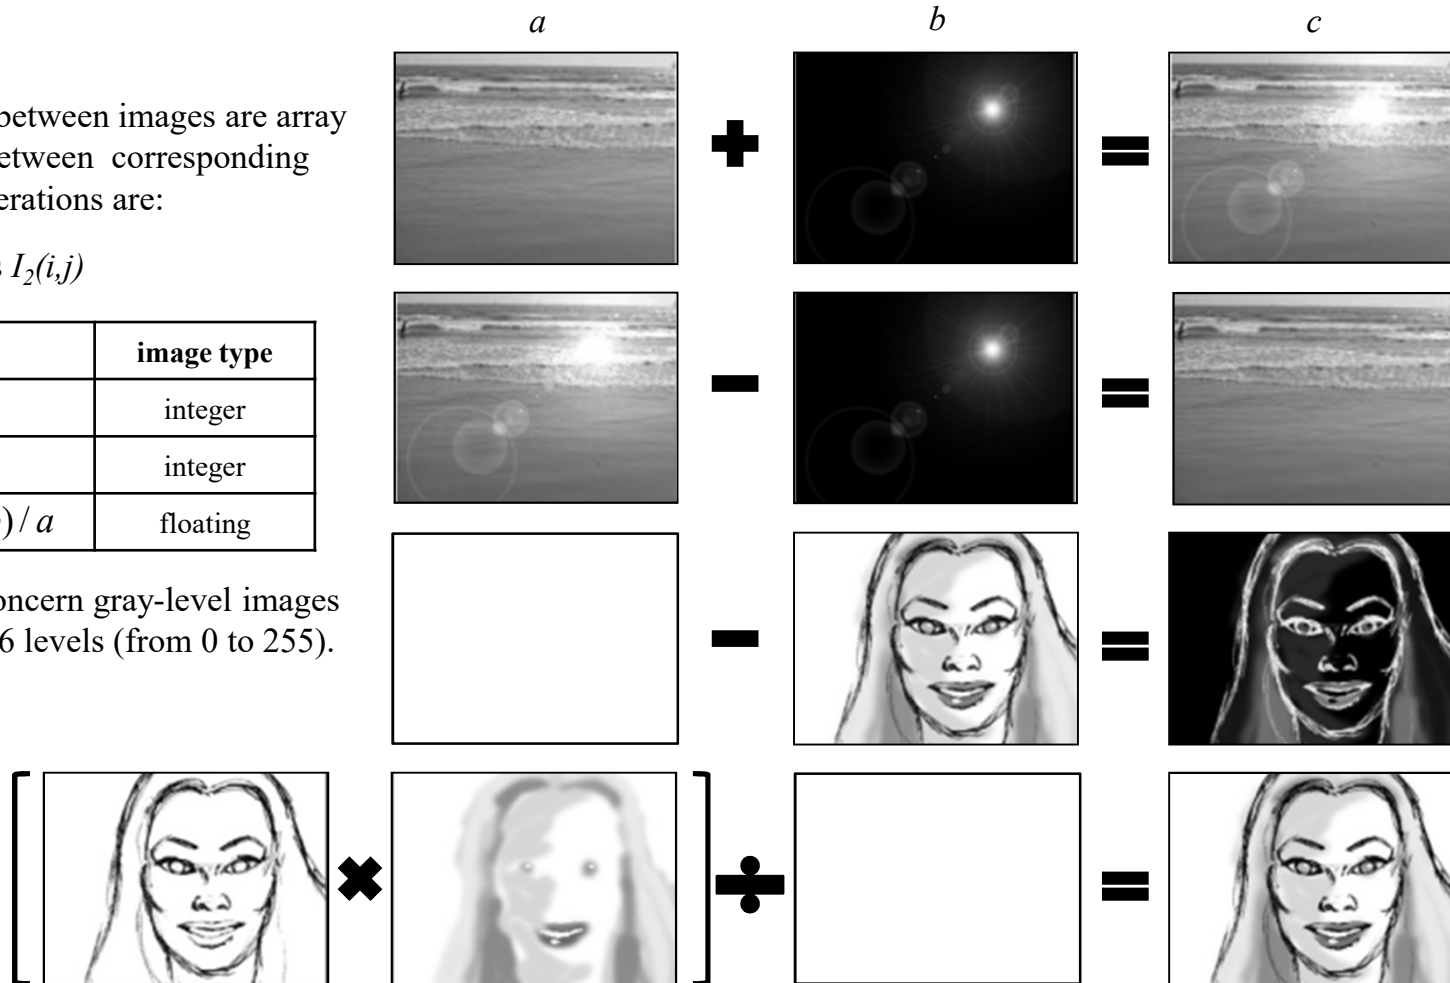 a b c
between images are array
etween corresponding
erations are:
I₂(i,j)
image type
integer
integer
)/a floating
oncern gray-level images
6 levels (from 0 to 255).
+ =
− =
− =
[ × ] ÷ =